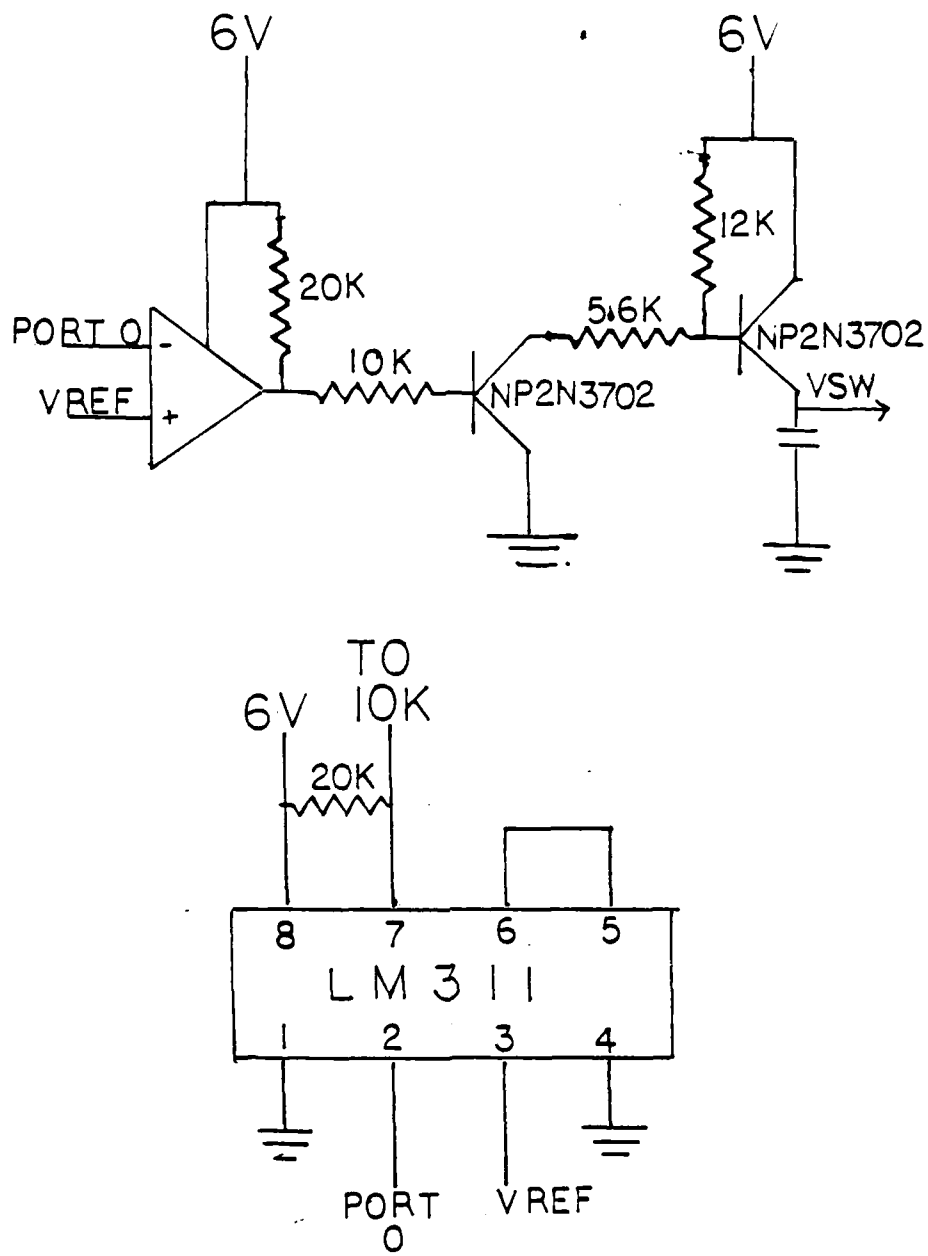 6V
6V
20K
12K
PORT 0
-
5.6K
10K
NP2N3702
VREF
+
NP2N3702
VSW
TO
10K
6V
20K
8 7 6 5
LM311
1 2 3 4
PORT
0
VREF